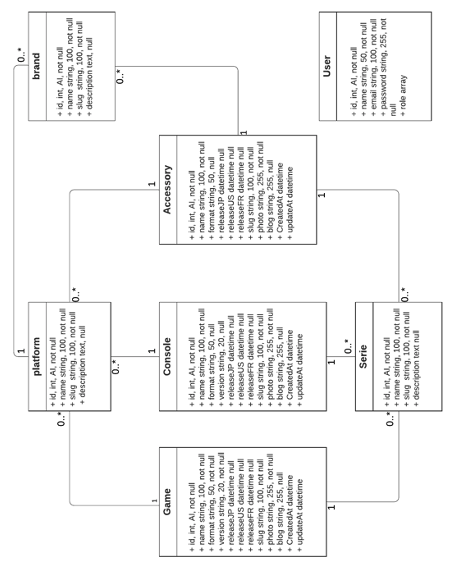 Game
+ id, int, AI, not null
+ name string, 100, not null
+ format string, 50, not null
+ version string, 20, not null
+ releaseJP datetime null
+ releaseUS datetime null
+ releaseFR datetime null
+ slug string, 100, not null
+ photo string, 255, not null
+ blog string, 255, null
+ CreatedAt datetime
+ updateAt datetime
1
1
0..*
0..*
platform
+ id, int, AI, not null
+ name string, 100, not null
+ slug string, 100, not null
+ description text, null
1
0..*
0..*
Console
+ id, int, AI, not null
+ name string, 100, not null
+ format string, 50, null
+ version string, 20, null
+ releaseJP datetime null
+ releaseUS datetime null
+ releaseFR datetime null
+ slug string, 100, not null
+ photo string, 255, not null
+ blog string, 255, null
+ CreatedAt datetime
+ updateAt datetime
1
1
0..*
Serie
+ id, int, AI, not null
+ name string, 100, not null
+ slug string, 100, not null
+ description text null
0..*
Accessory
+ id, int, AI, not null
+ name string, 100, not null
+ format string, 50, null
+ releaseJP datetime null
+ releaseUS datetime null
+ releaseFR datetime null
+ slug string, 100, not null
+ photo string, 255, not null
+ blog string, 255, null
+ CreatedAt datetime
+ updateAt datetime
1
1
1
brand
+ id, int, AI, not null
+ name string, 100, not null
+ slug string, 100, not null
+ description text, null
0..*
0..*
User
+ id, int, AI, not null
+ name string, 50, not null
+ email string, 100, not null
+ password string, 255, not
null
+ role array